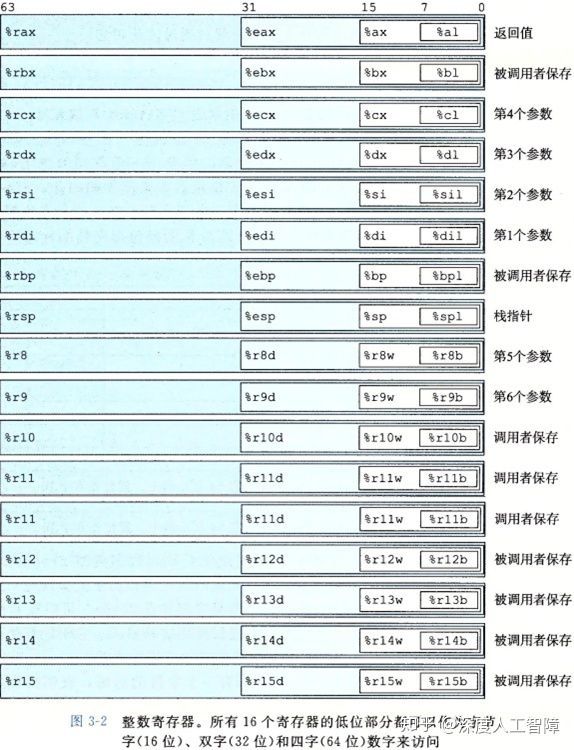 63 31 15 7 0
%rax %eax %ax %al 返回值
%rbx %ebx %bx %bl 被调用者保存
%rcx %ecx %cx %cl 第4个参数
%rdx %edx %dx %dl 第3个参数
%rsi %esi %si %sil 第2个参数
%rdi %edi %di %dil 第1个参数
%rbp %ebp %bp %bpl 被调用者保存
%rsp %esp %sp %spl 栈指针
%r8 %r8d %r8w %r8b 第5个参数
%r9 %r9d %r9w %r9b 第6个参数
%r10 %r10d %r10w %r10b 调用者保存
%r11 %r11d %r11w %r11b 调用者保存
%r11 %r11d %r11w %r11b 调用者保存
%r12 %r12d %r12w %r12b 被调用者保存
%r13 %r13d %r13w %r13b 被调用者保存
%r14 %r14d %r14w %r14b 被调用者保存
%r15 %r15d %r15w %r15b 被调用者保存
图 3-2 整数寄存器。所有 16 个寄存器的低位部分都可以作为字节、
字(16 位)、双字(32 位)和四字(64 位)数字来访问
知乎 @深度人工智障